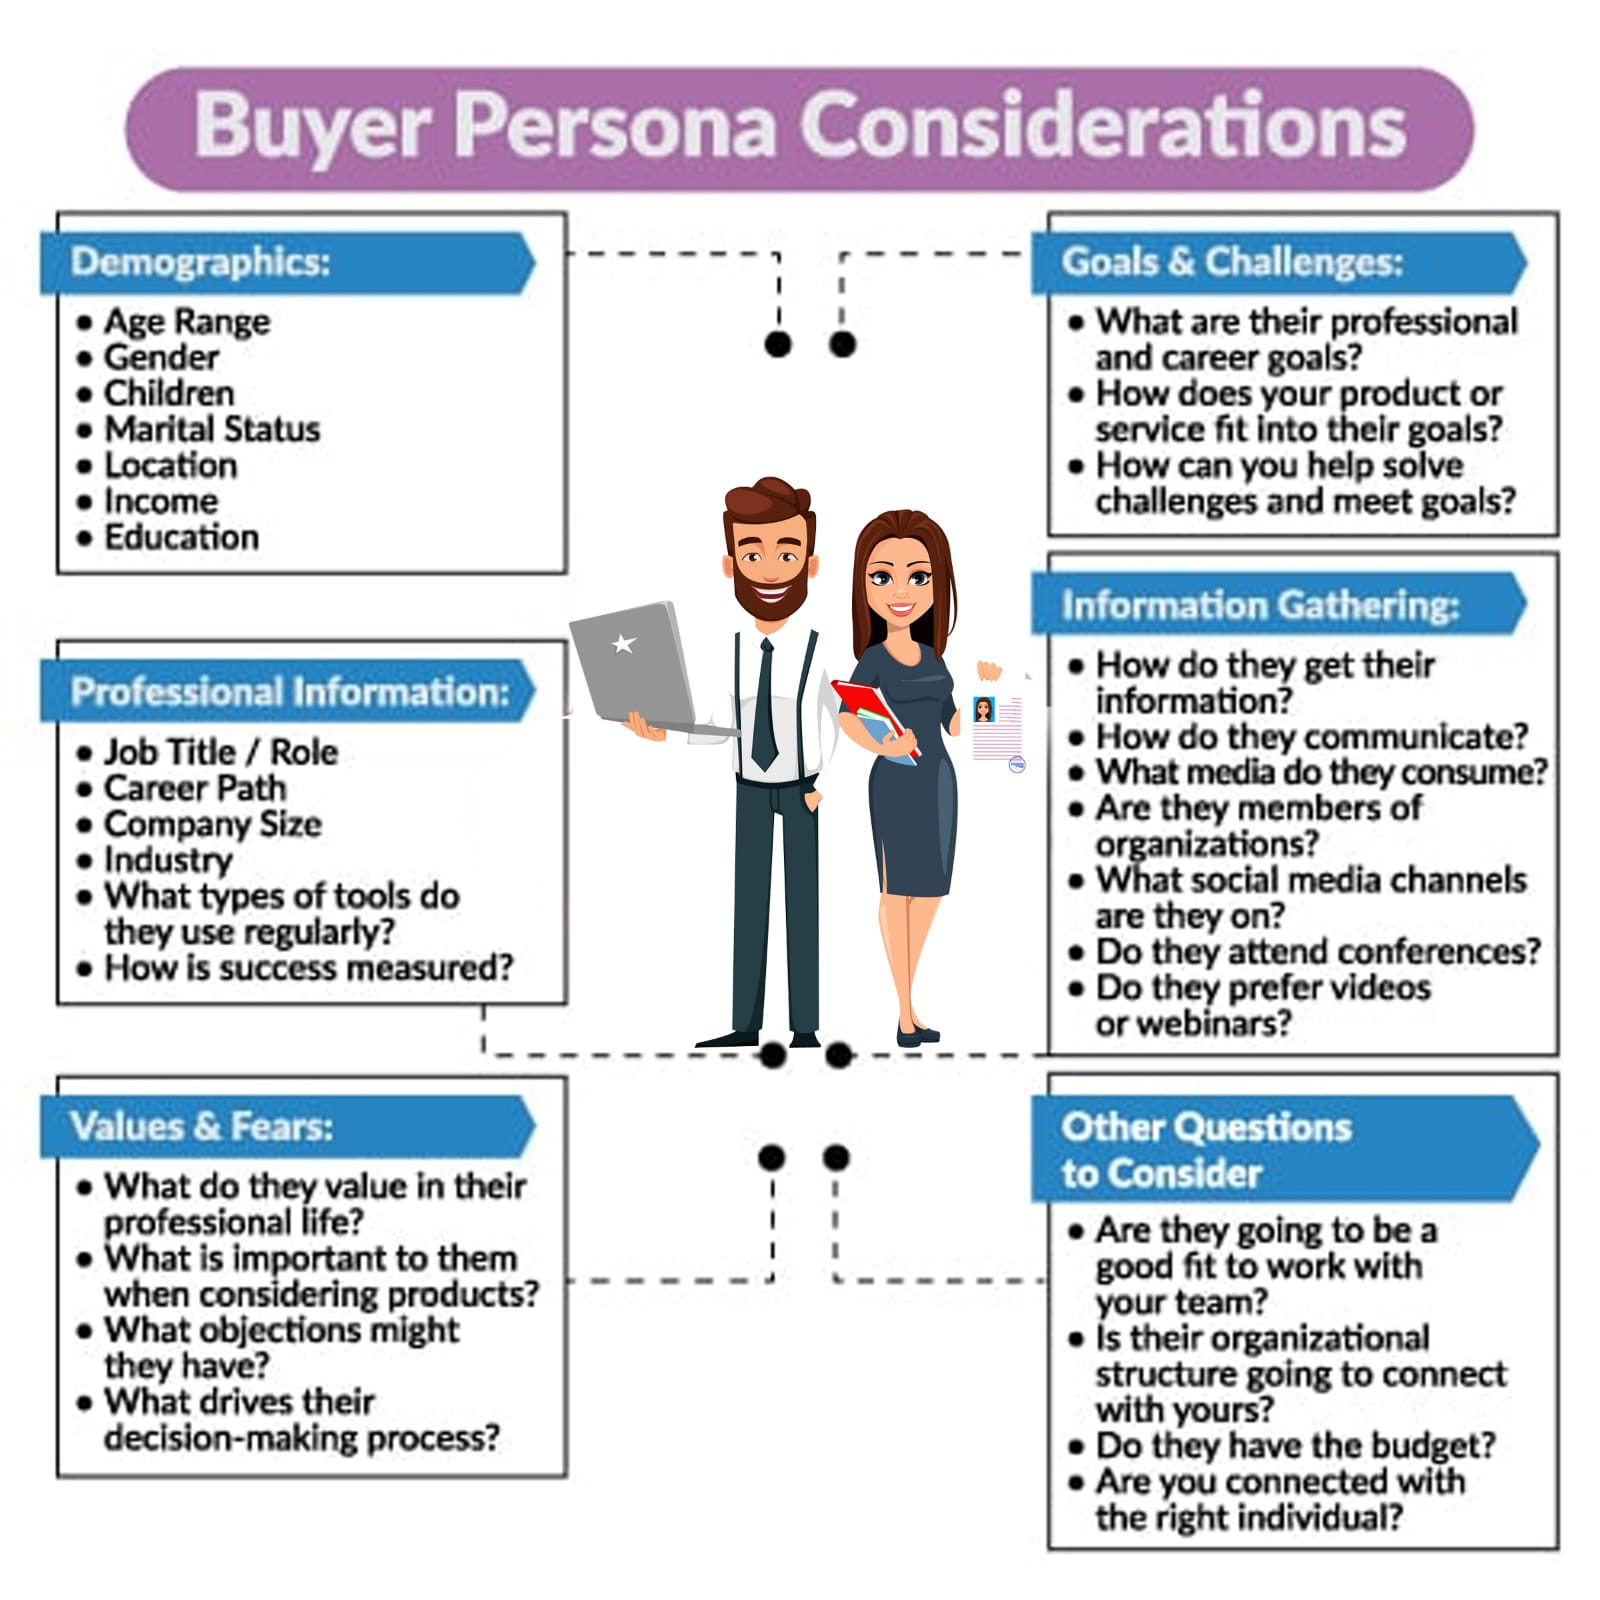 Buyer Persona Considerations
Demographics:
• Age Range
• Gender
• Children
• Marital Status
• Location
• Income
• Education
Professional Information:
• Job Title / Role
• Career Path
• Company Size
• Industry
• What types of tools do
they use regularly?
• How is success measured?
Values & Fears:
• What do they value in their
professional life?
• What is important to them
when considering products?
• What objections might
they have?
• What drives their
decision-making process?
Goals & Challenges:
• What are their professional
and career goals?
• How does your product or
service fit into their goals?
• How can you help solve
challenges and meet goals?
Information Gathering:
• How do they get their
information?
• How do they communicate?
• What media do they consume?
• Are they members of
organizations?
• What social media channels
are they on?
• Do they attend conferences?
• Do they prefer videos
or webinars?
Other Questions
to Consider
• Are they going to be a
good fit to work with
your team?
• Is their organizational
structure going to connect
with yours?
• Do they have the budget?
• Are you connected with
the right individual?